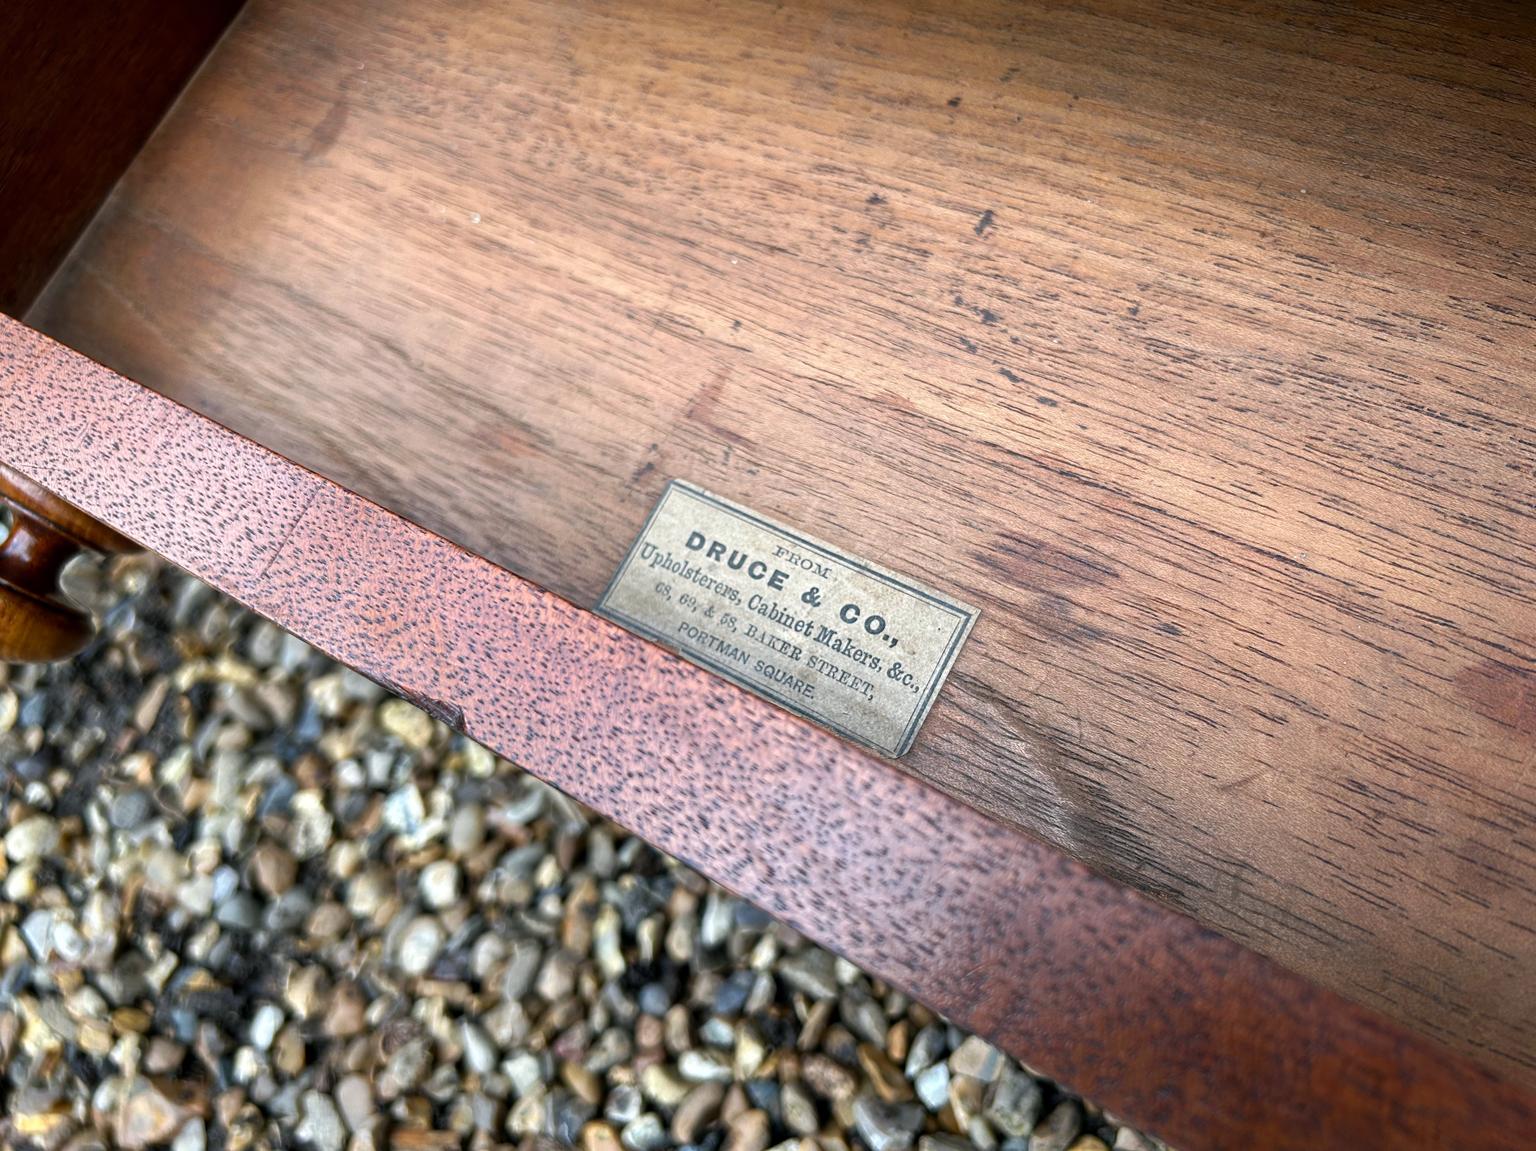 FROM
DRUCE & CO.,
Upholsterers, Cabinet Makers, &c.,
68, 69, & 58, BAKER STREET,
PORTMAN SQUARE.